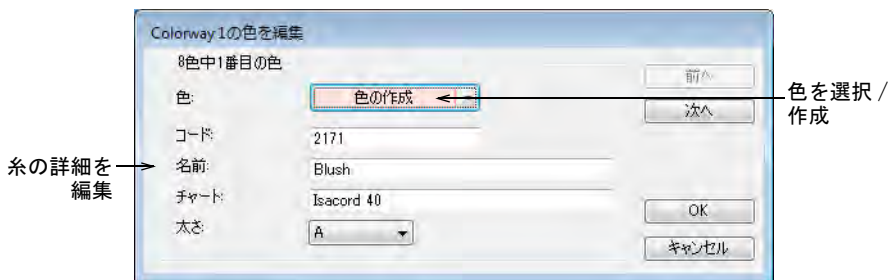 Colorway 1の色を編集
8色中1番目の色
前へ
色:
色の作成
色を選択 /
作成
次へ
コード:
2171
糸の詳細を
編集
名前:
Blush
チャート:
Isacord 40
OK
太さ:
A
キャンセル